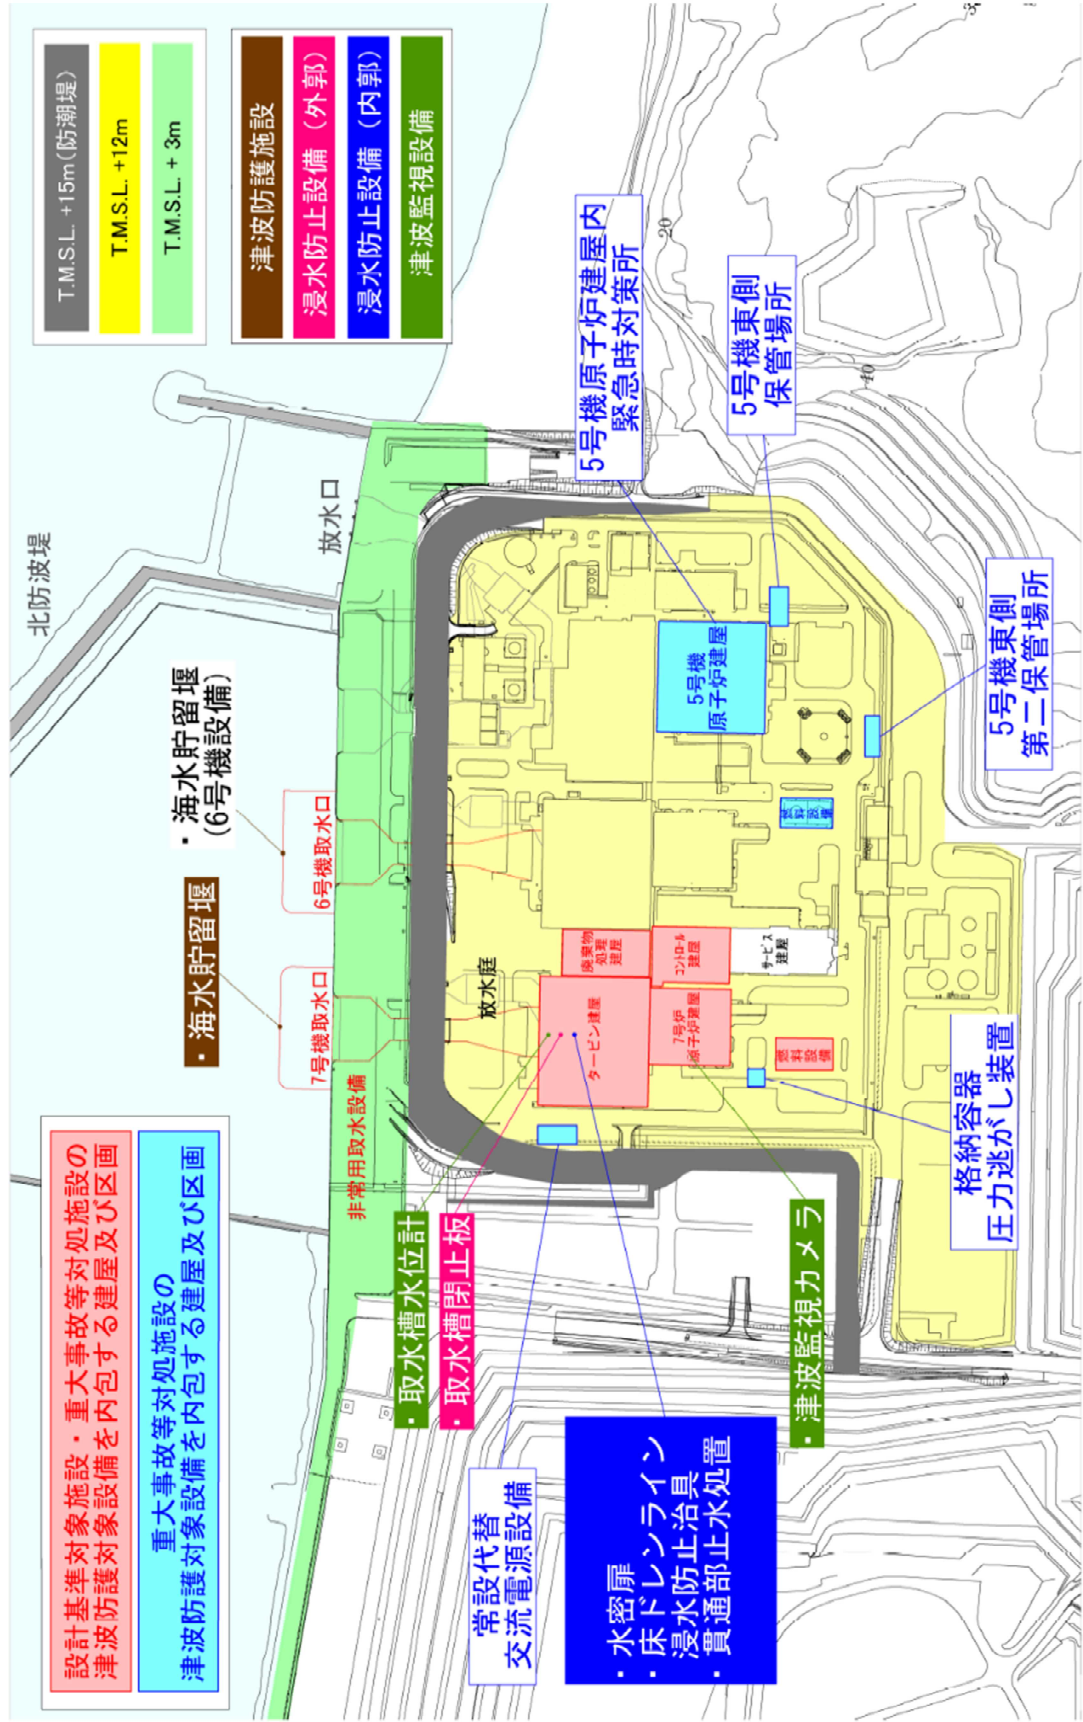 設計基準対象施設・重大事故等対処施設の
津波防護対象設備を内包する建屋及び区画
重大事故等対処施設の
津波防護対象設備を内包する建屋及び区画
・海水貯留堰
・海水貯留堰
(6号機設備)
北防波堤
T.M.S.L. +15m(防潮堤)
T.M.S.L. +12m
T.M.S.L. + 3m
津波防護施設
浸水防止設備（外郭）
浸水防止設備（内郭）
津波監視設備
7号機取水口
6号機取水口
放水口
非常用取水設備
・取水槽水位計
・取水槽閉止板
放水庭
常設代替
交流電源設備
・水密扉
・床ドレンライン
浸水防止治具
・貫通部止水処置
タービン建屋
廃棄物
処理
建屋
コントロール
建屋
7号炉
原子炉建屋
サービス
建屋
燃
料
設
備
燃
料
設
備
5号機
原子炉建屋
5号機原子炉建屋内
緊急時対策所
5号機東側
保管場所
5号機東側
第二保管場所
格納容器
圧力逃がし装置
・津波監視カメラ
20
40